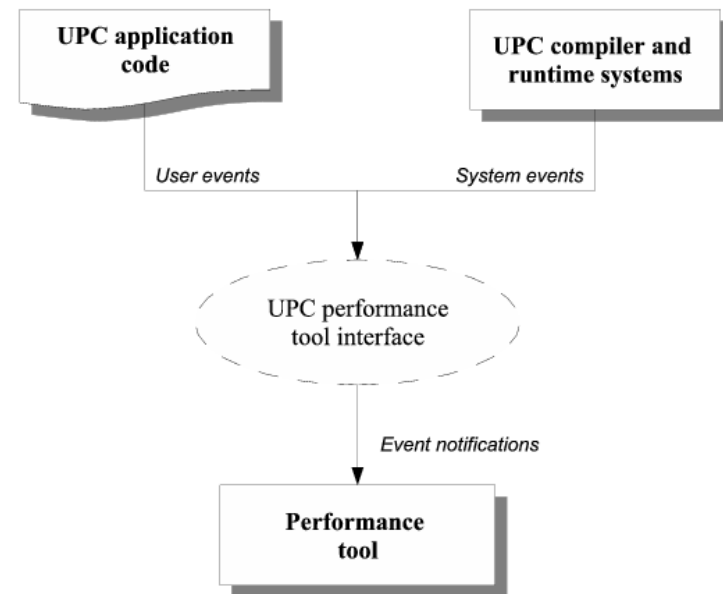 UPC application
code
UPC compiler and
runtime systems
User events
System events
UPC performance
tool interface
Event notifications
Performance
tool